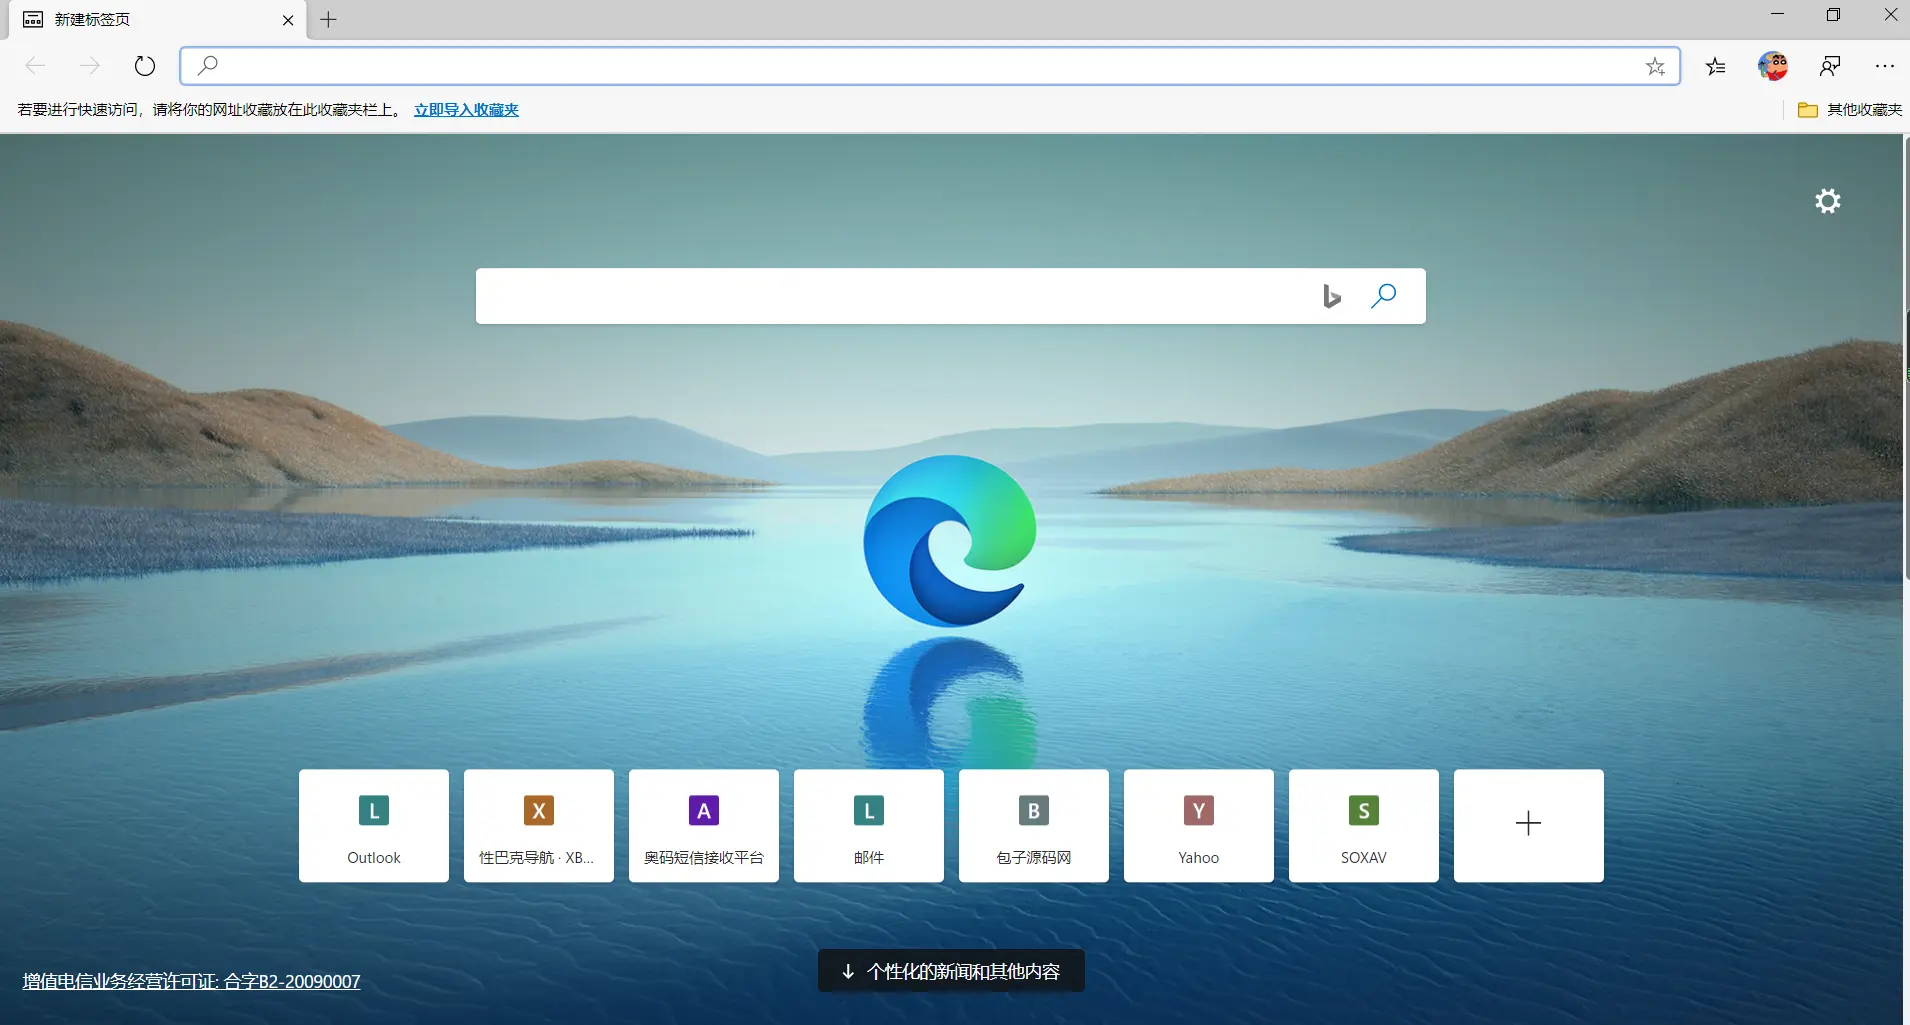 新建标签页
若要进行快速访问，请将你的网址收藏放在此收藏夹栏上。 立即导入收藏夹
其他收藏夹
L
Outlook
X
性巴克导航 · XB...
A
奥码短信接收平台
L
邮件
B
包子源码网
Y
Yahoo
S
SOXAV
个性化的新闻和其他内容
增值电信业务经营许可证: 合字B2-20090007